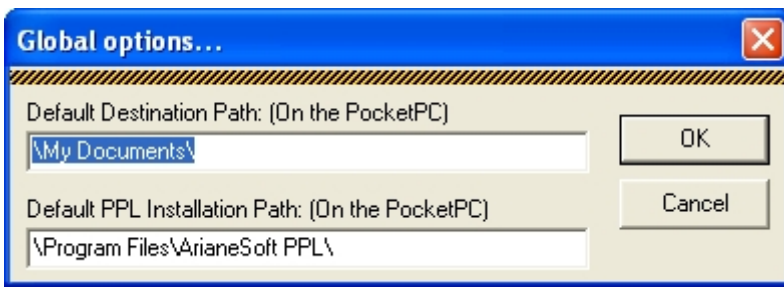 Global options...
Default Destination Path: (On the PocketPC)
\My Documents\
OK
Default PPL Installation Path: (On the PocketPC)
Cancel
\Program Files\ArianeSoft PPL\